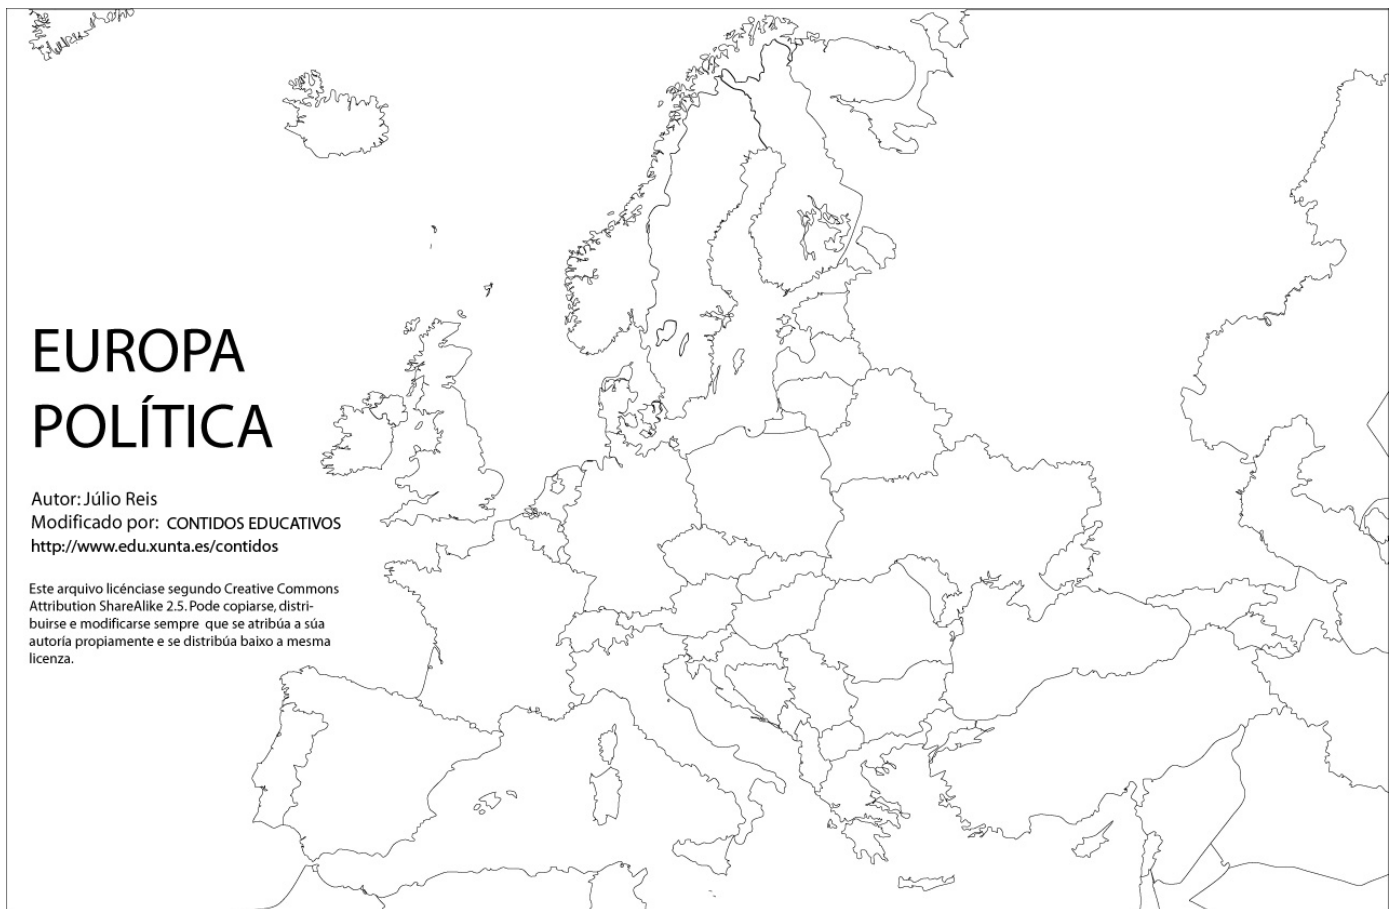 EUROPA
POLÍTICA
Autor: Júlio Reis
Modificado por: CONTIDOS EDUCATIVOS
http://www.edu.xunta.es/contidos
Este arquivo licénciase segundo Creative Commons
Attribution ShareAlike 2.5. Pode copiarse, distri-
buirse e modificarse sempre que se atribúa a súa
autoría propiamente e se distribúa baixo a mesma
licenza.